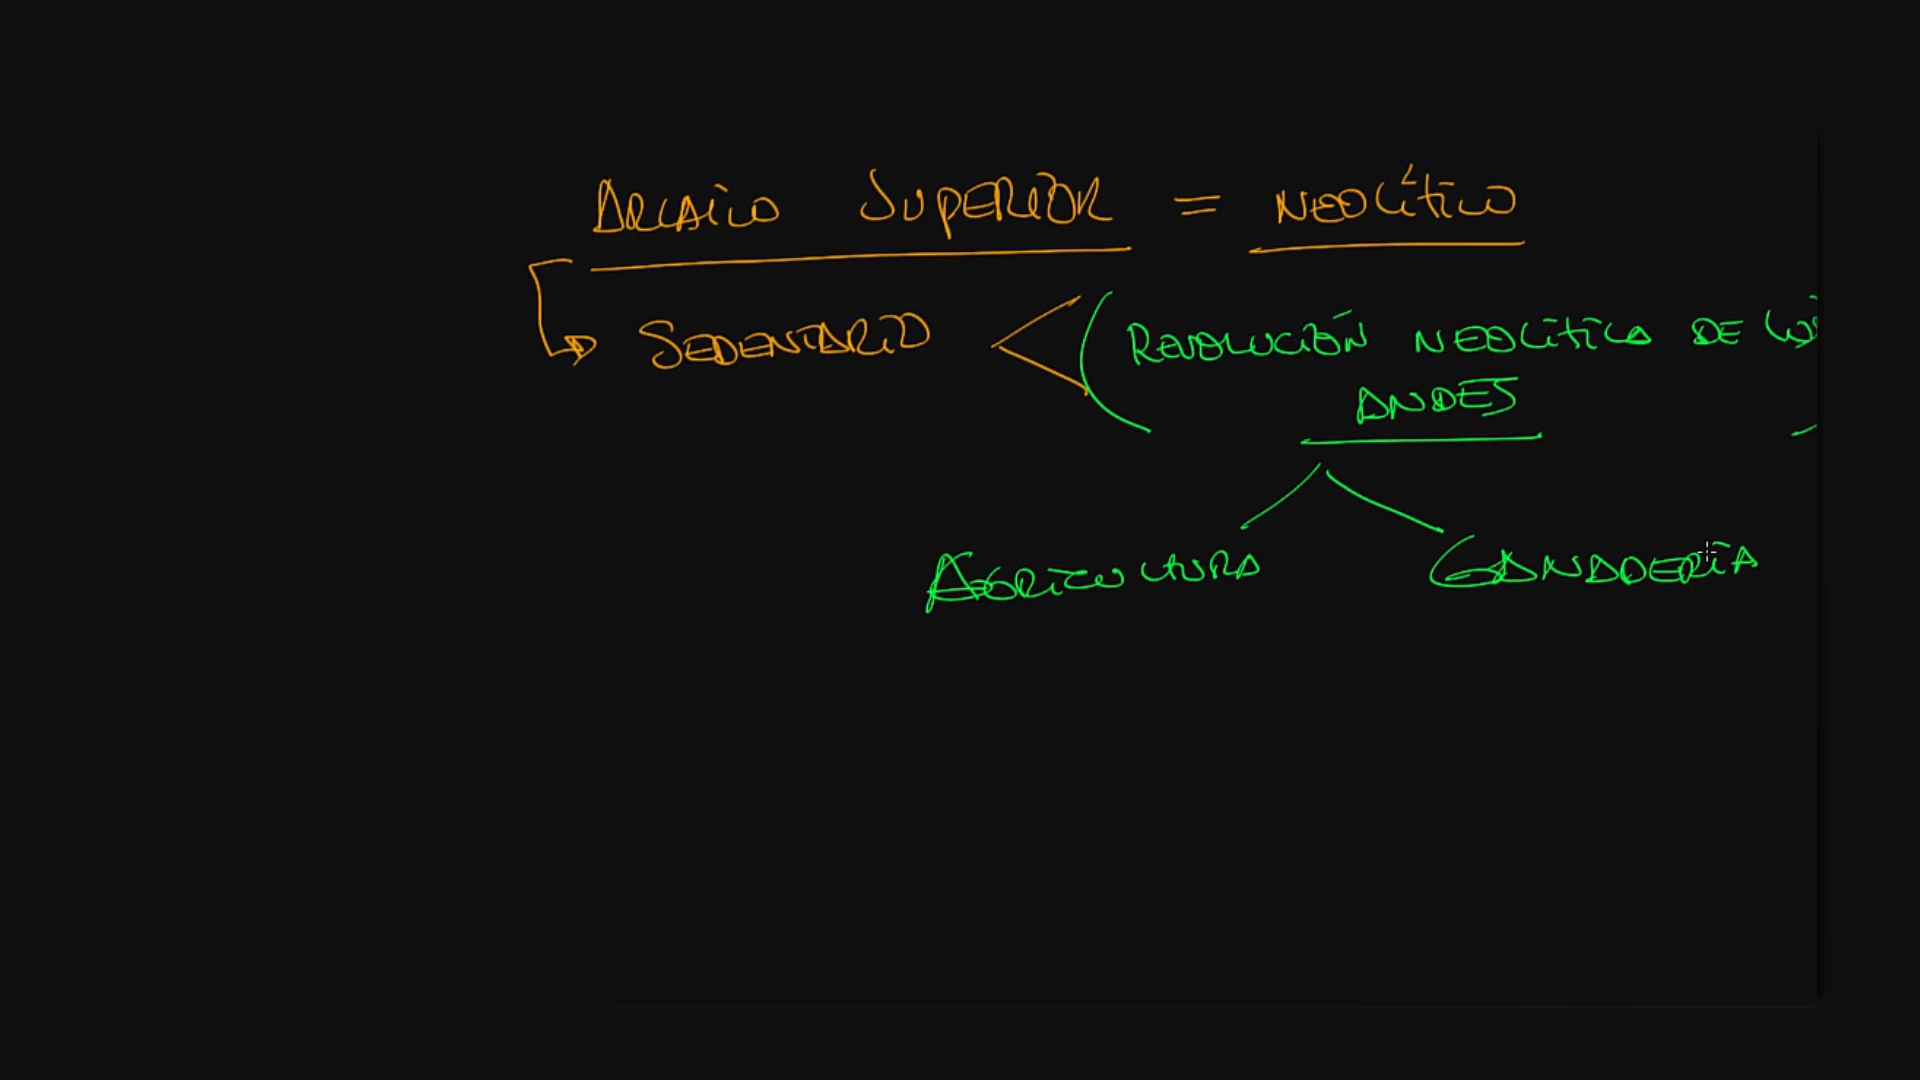 ARCAICO SUPERIOR = NEOLÍTICO
SEDENTARIO < (REVOLUCIÓN NEOLÍTICA DE LOS
ANDES
AGRICULTURA GANADERÍA